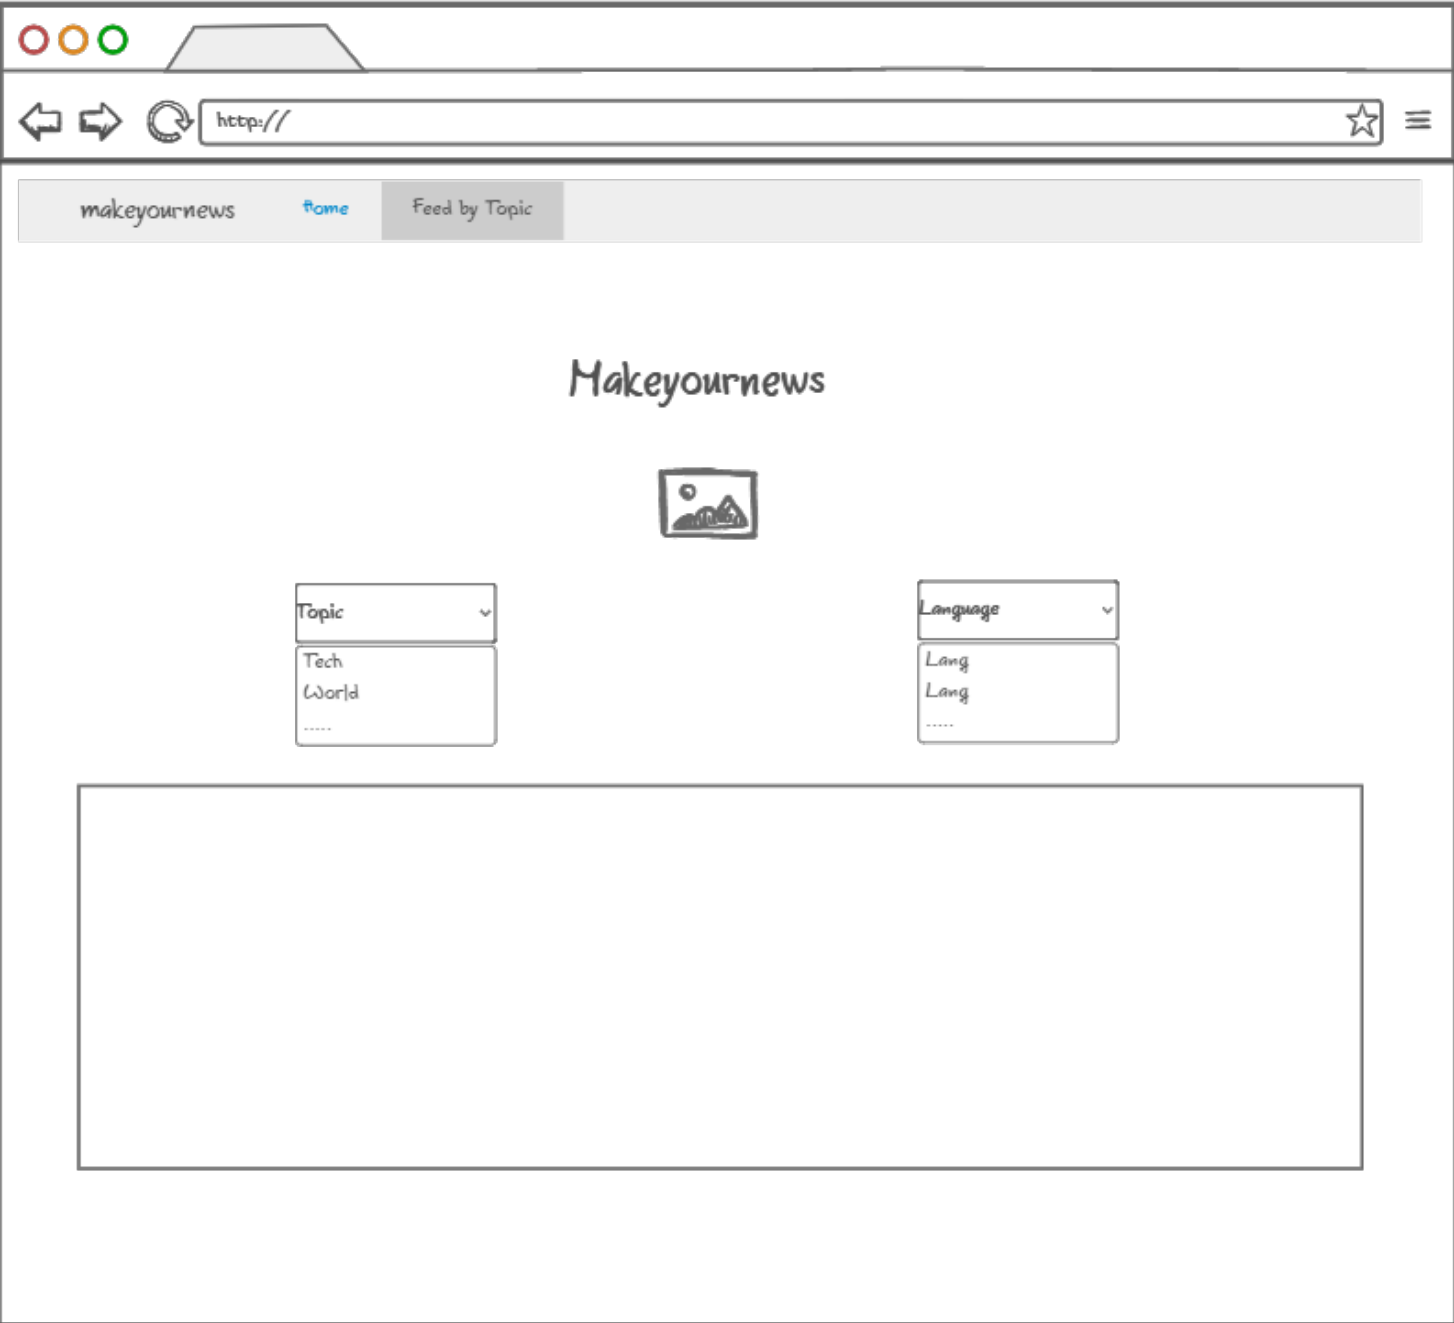 http://
makeyournews Home Feed by Topic
Makeyournews
Topic
Tech
World
.....
Language
Lang
Lang
.....